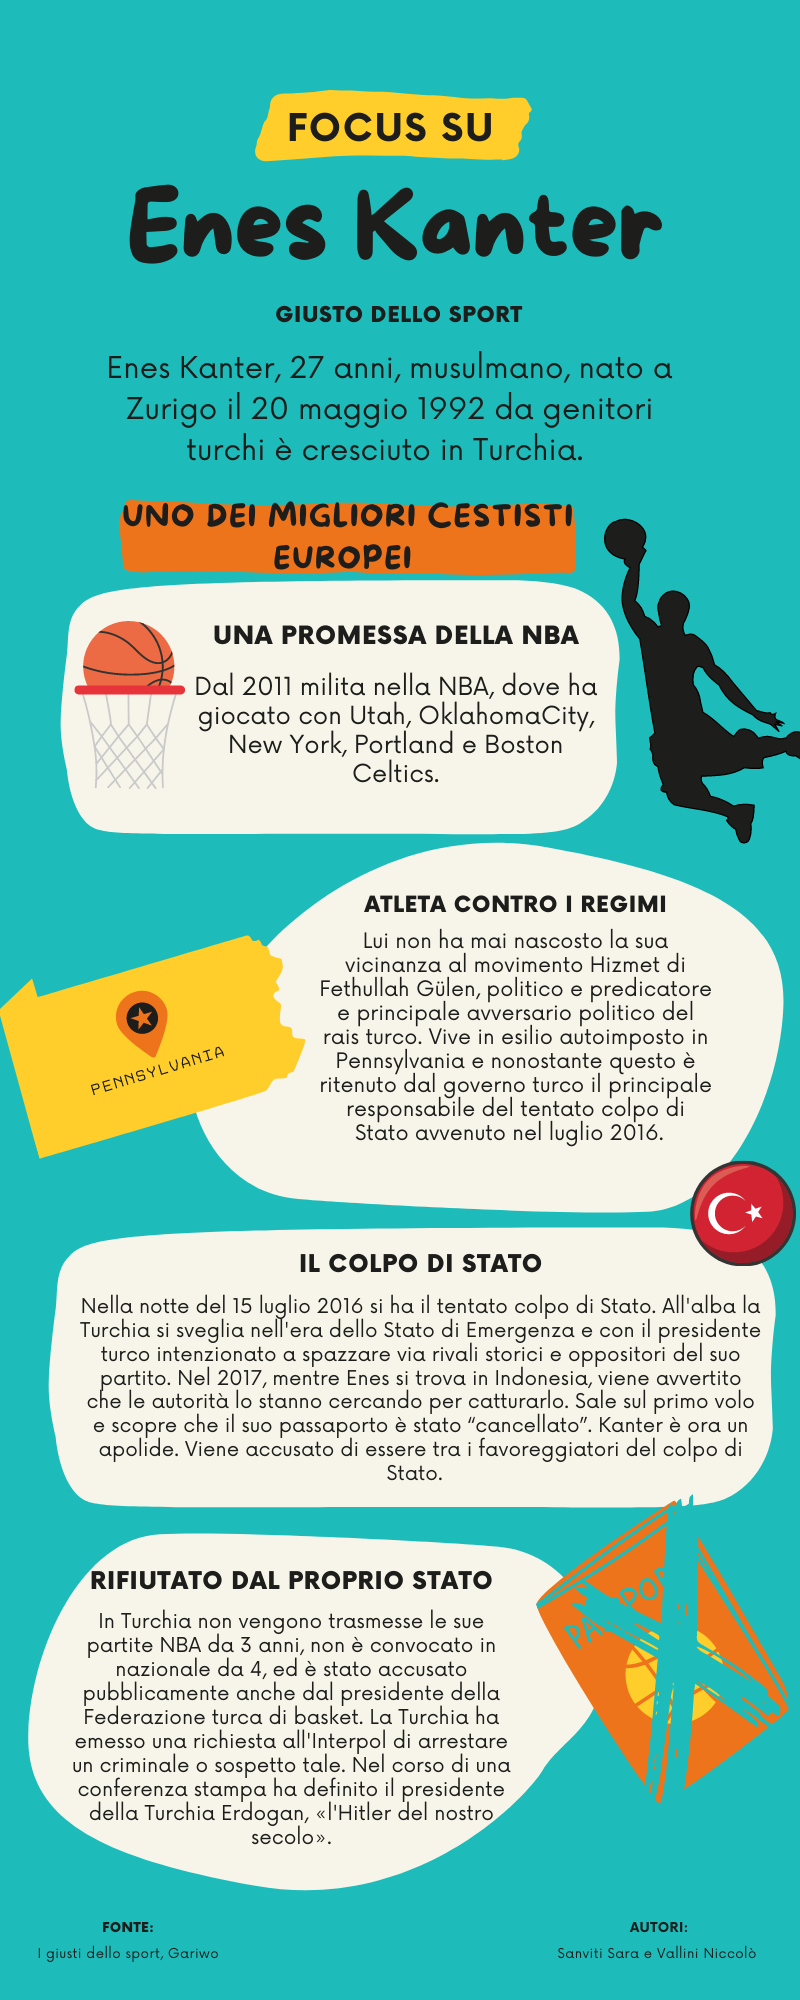 FOCUS SU
Enes Kanter
GIUSTO DELLO SPORT
Enes Kanter, 27 anni, musulmano, nato a
Zurigo il 20 maggio 1992 da genitori
turchi è cresciuto in Turchia.
UNO DEI MIGLIORI CESTISTI
EUROPEI
UNA PROMESSA DELLA NBA
Dal 2011 milita nella NBA, dove ha
giocato con Utah, OklahomaCity,
New York, Portland e Boston
Celtics.
ATLETA CONTRO I REGIMI
Lui non ha mai nascosto la sua
vicinanza al movimento Hizmet di
Fethullah Gülen, politico e predicatore
e principale avversario politico del
rais turco. Vive in esilio autoimposto in
Pennsylvania e nonostante questo è
ritenuto dal governo turco il principale
responsabile del tentato colpo di
Stato avvenuto nel luglio 2016.
PENNSYLVANIA
IL COLPO DI STATO
Nella notte del 15 luglio 2016 si ha il tentato colpo di Stato. All'alba la
Turchia si sveglia nell'era dello Stato di Emergenza e con il presidente
turco intenzionato a spazzare via rivali storici e oppositori del suo
partito. Nel 2017, mentre Enes si trova in Indonesia, viene avvertito
che le autorità lo stanno cercando per catturarlo. Sale sul primo volo
e scopre che il suo passaporto è stato “cancellato”. Kanter è ora un
apolide. Viene accusato di essere tra i favoreggiatori del colpo di
Stato.
RIFIUTATO DAL PROPRIO STATO
In Turchia non vengono trasmesse le sue
partite NBA da 3 anni, non è convocato in
nazionale da 4, ed è stato accusato
pubblicamente anche dal presidente della
Federazione turca di basket. La Turchia ha
emesso una richiesta all'Interpol di arrestare
un criminale o sospetto tale. Nel corso di una
conferenza stampa ha definito il presidente
della Turchia Erdogan, «l'Hitler del nostro
secolo».
FONTE:
I giusti dello sport, Gariwo
AUTORI:
Sanviti Sara e Vallini Niccolò